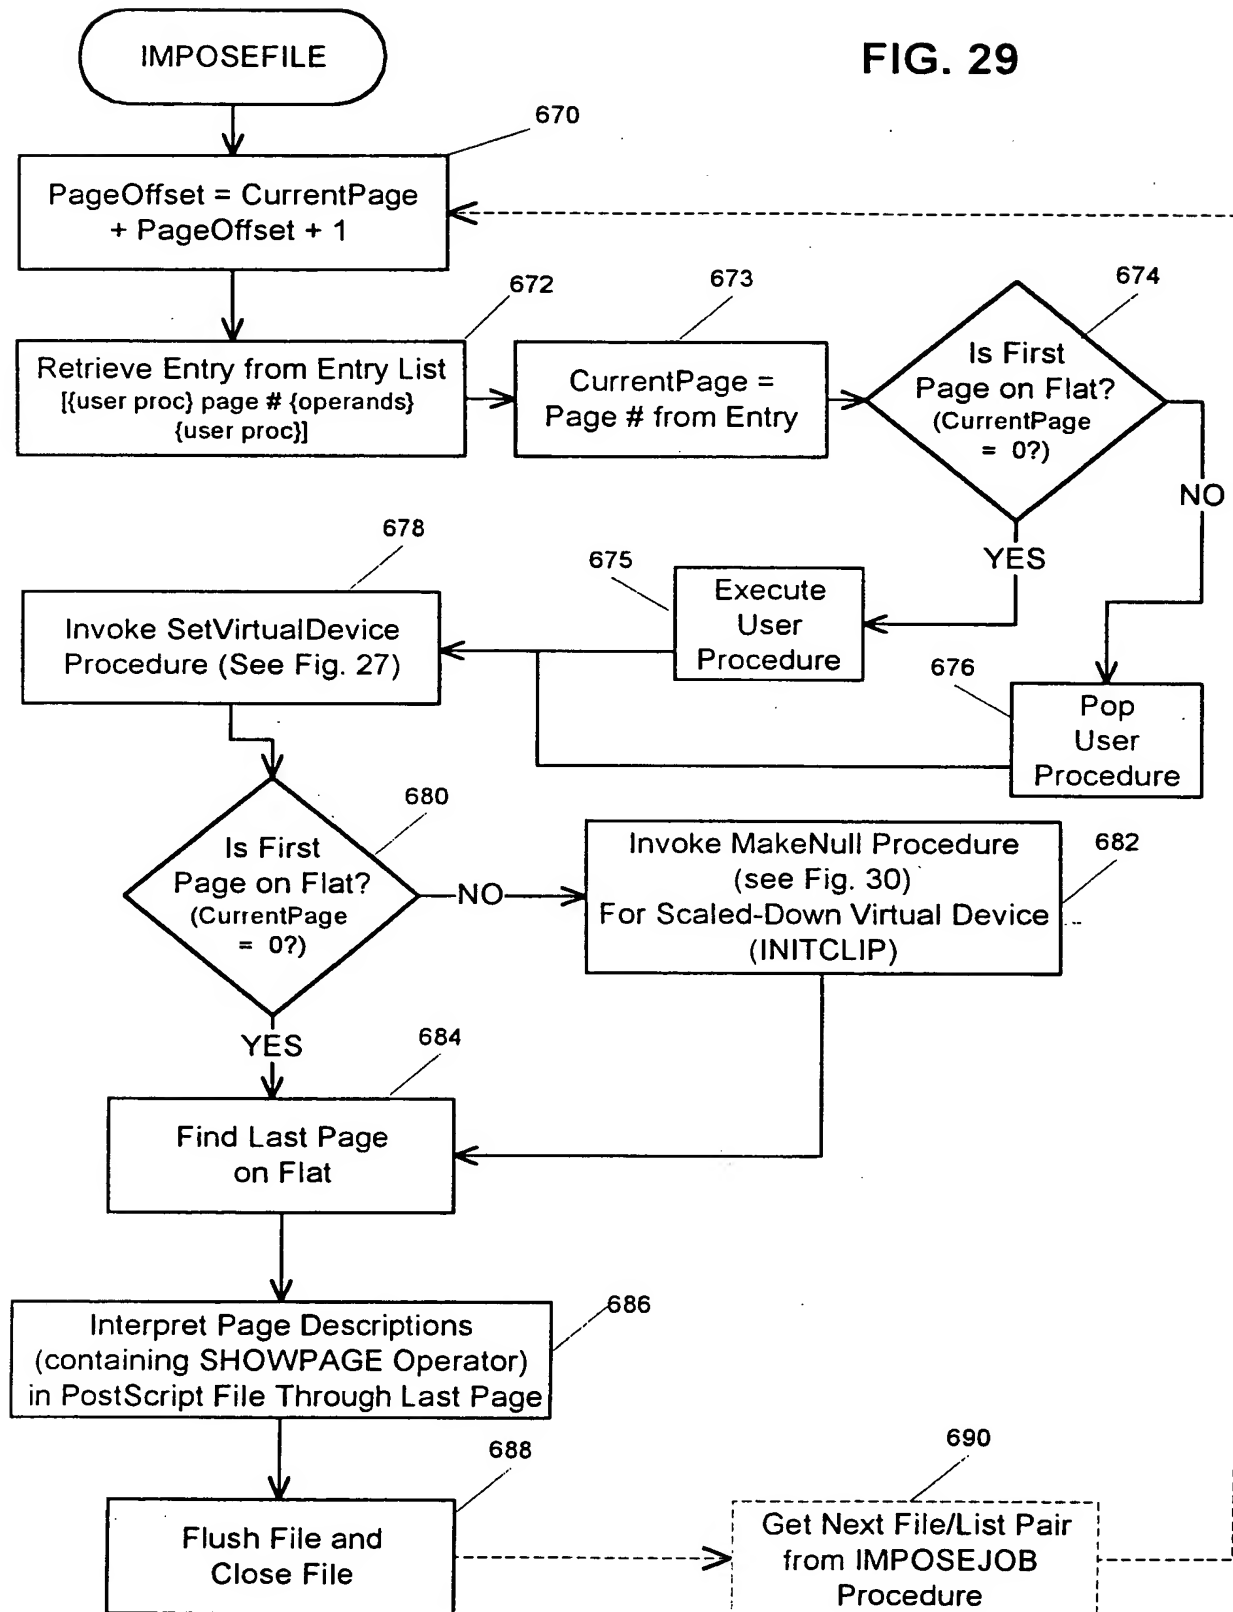 IMPOSEFILE
FIG. 29
670
PageOffset = CurrentPage
+ PageOffset + 1
672
Retrieve Entry from Entry List
[{user proc} page # {operands}
{user proc}]
673
CurrentPage =
Page # from Entry
674
Is First
Page on Flat?
(CurrentPage
= 0?)
NO
YES
675
Execute
User
Procedure
676
Pop
User
Procedure
678
Invoke SetVirtualDevice
Procedure (See Fig. 27)
680
Is First
Page on Flat?
(CurrentPage
= 0?)
NO
YES
682
Invoke MakeNull Procedure
(see Fig. 30)
For Scaled-Down Virtual Device
(INITCLIP)
684
Find Last Page
on Flat
686
Interpret Page Descriptions
(containing SHOWPAGE Operator)
in PostScript File Through Last Page
688
Flush File and
Close File
690
Get Next File/List Pair
from IMPOSEJOB
Procedure